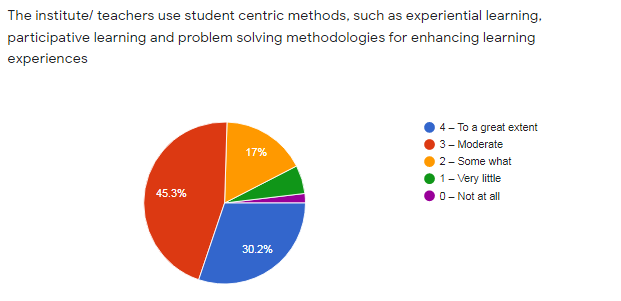 The institute/ teachers use student centric methods, such as experiential learning,
participative learning and problem solving methodologies for enhancing learning
experiences
4 – To a great extent
3 – Moderate
2 – Some what
1 – Very little
0 – Not at all
17%
45.3%
30.2%